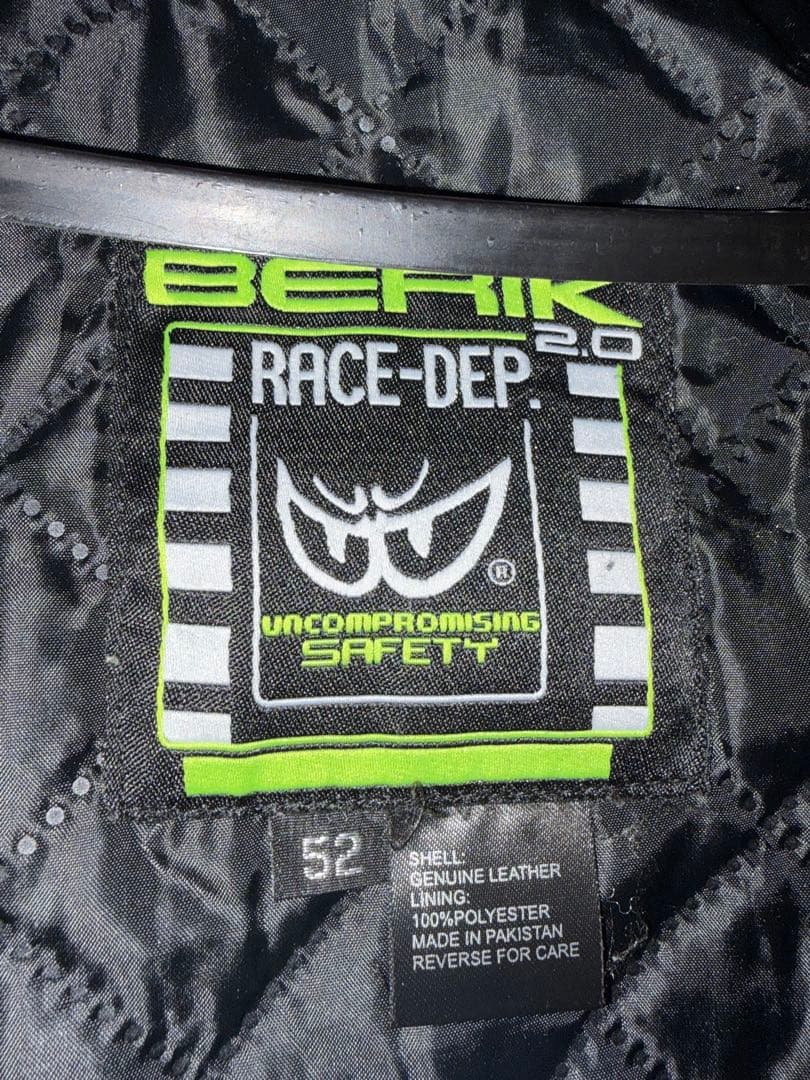 BERIK
2.0
RACE-DEP.
®
UNCOMPROMISING
SAFETY
52
SHELL:
GENUINE LEATHER
LINING:
100%POLYESTER
MADE IN PAKISTAN
REVERSE FOR CARE